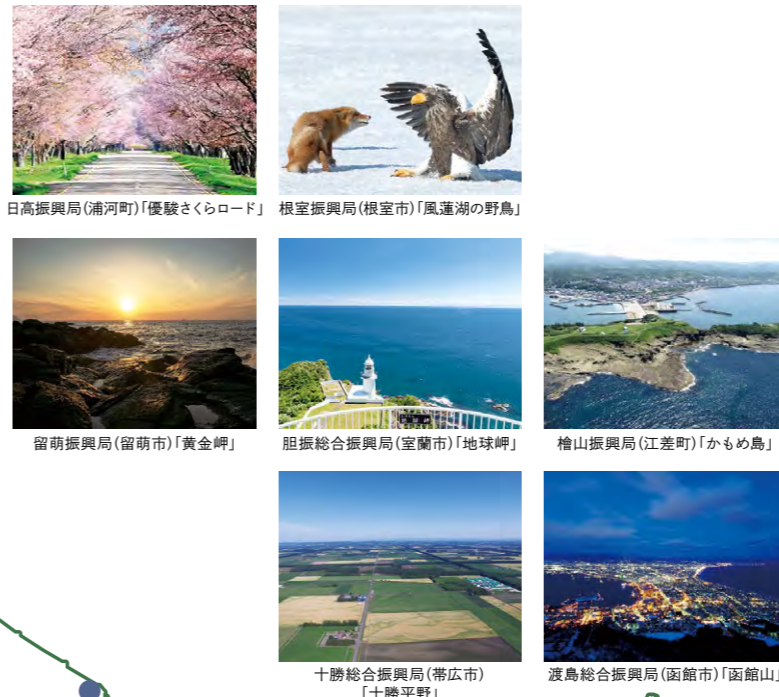 日高振興局(浦河町)「優駿さくらロード」
根室振興局(根室市)「風蓮湖の野鳥」
留萌振興局(留萌市)「黄金岬」
胆振総合振興局(室蘭市)「地球岬」
檜山振興局(江差町)「かもめ島」
十勝総合振興局(帯広市)
「十勝平野」
渡島総合振興局(函館市)「函館山」